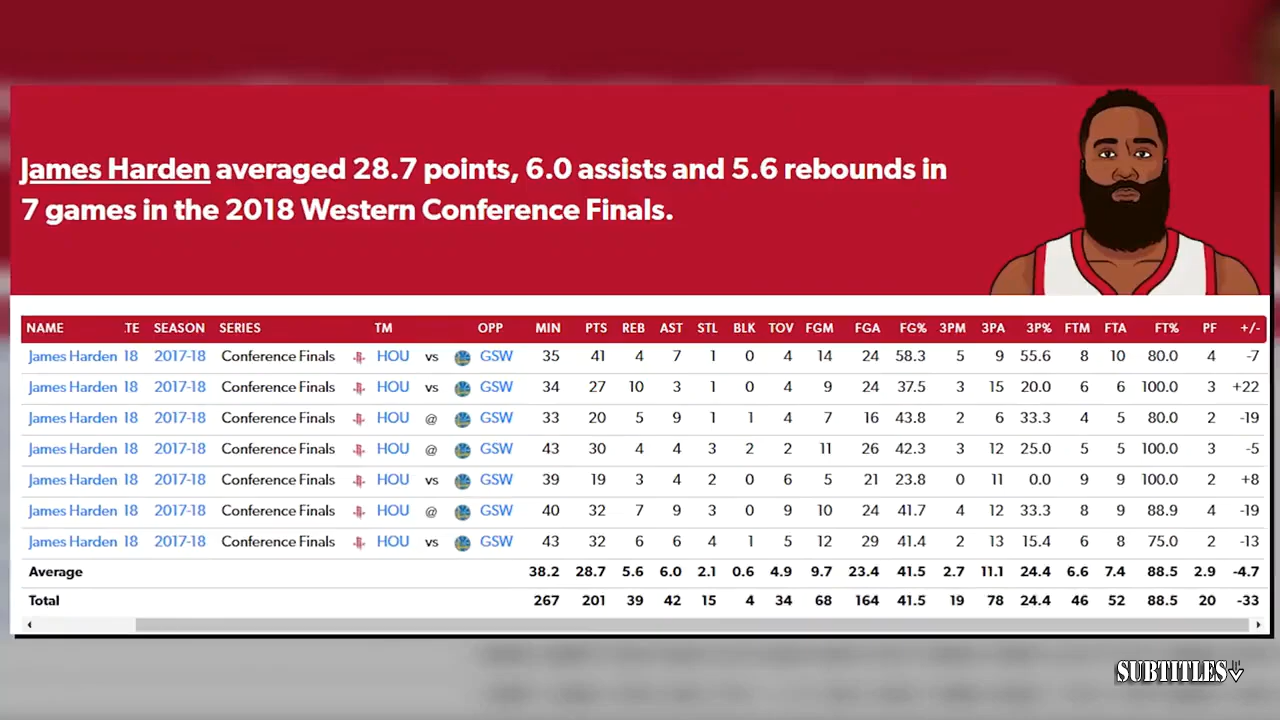 James Harden averaged 28.7 points, 6.0 assists and 5.6 rebounds in
7 games in the 2018 Western Conference Finals.
NAME TE SEASON SERIES TM OPP MIN PTS REB AST STL BLK TOV FGM FGA FG% 3PM 3PA 3P% FTM FTA FT% PF +/-
James Harden 18 2017-18 Conference Finals HOU vs GSW 35 41 4 7 1 0 4 14 24 58.3 5 9 55.6 8 10 80.0 4 -7
James Harden 18 2017-18 Conference Finals HOU vs GSW 34 27 10 3 1 0 4 9 24 37.5 3 15 20.0 6 6 100.0 3 +22
James Harden 18 2017-18 Conference Finals HOU @ GSW 33 20 5 9 1 1 4 7 16 43.8 2 6 33.3 4 5 80.0 2 -19
James Harden 18 2017-18 Conference Finals HOU @ GSW 43 30 4 4 3 2 2 11 26 42.3 3 12 25.0 5 5 100.0 3 -5
James Harden 18 2017-18 Conference Finals HOU vs GSW 39 19 3 4 2 0 6 5 21 23.8 0 11 0.0 9 9 100.0 2 +8
James Harden 18 2017-18 Conference Finals HOU @ GSW 40 32 7 9 3 0 9 10 24 41.7 4 12 33.3 8 9 88.9 4 -19
James Harden 18 2017-18 Conference Finals HOU vs GSW 43 32 6 6 4 1 5 12 29 41.4 2 13 15.4 6 8 75.0 2 -13
Average 38.2 28.7 5.6 6.0 2.1 0.6 4.9 9.7 23.4 41.5 2.7 11.1 24.4 6.6 7.4 88.5 2.9 -4.7
Total 267 201 39 42 15 4 34 68 164 41.5 19 78 24.4 46 52 88.5 20 -33
SUBTITLES